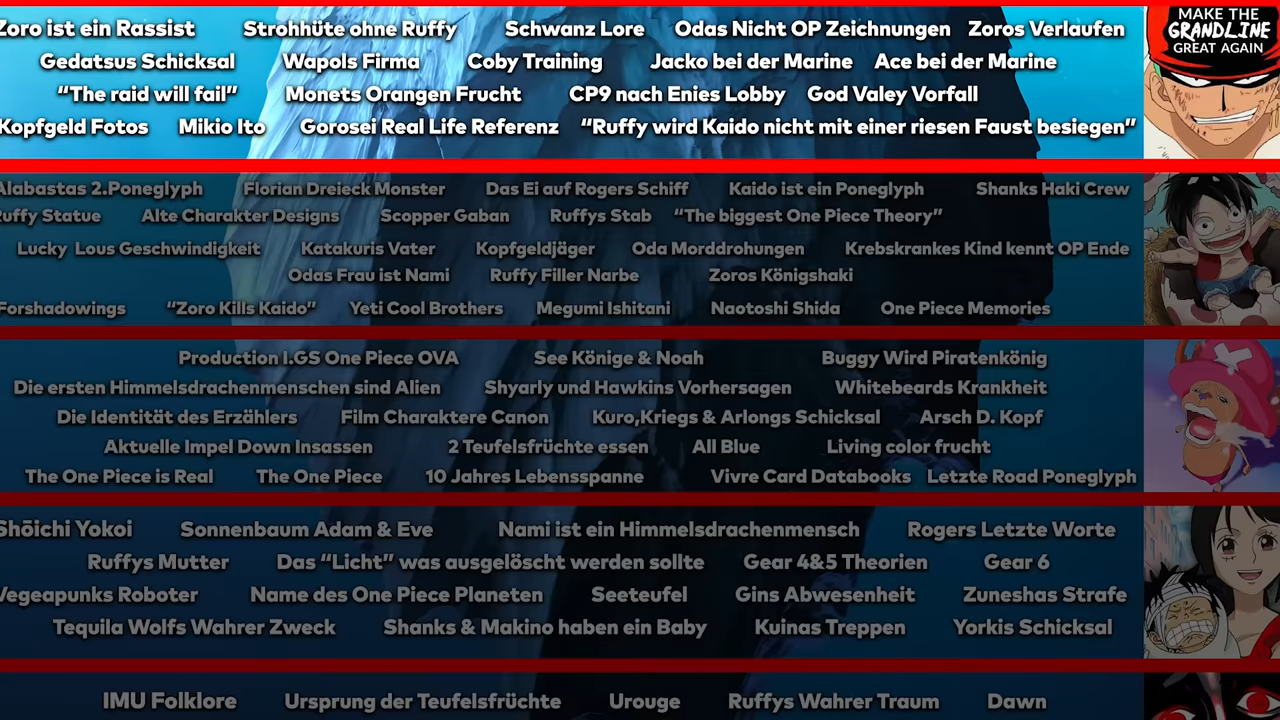 Zoro ist ein Rassist Strohhüte ohne Ruffy Schwanz Lore Odas Nicht OP Zeichnungen Zoros Verlaufen
Gedatsus Schicksal Wapols Firma Coby Training Jacko bei der Marine Ace bei der Marine
“The raid will fail” Monets Orangen Frucht CP9 nach Enies Lobby God Valey Vorfall
Kopfgeld Fotos Mikio Ito Gorosei Real Life Referenz “Ruffy wird Kaido nicht mit einer riesen Faust besiegen”
MAKE THE
GRANDLINE
GREAT AGAIN
Alabastas 2.Poneglyph Florian Dreieck Monster Das Ei auf Rogers Schiff Kaido ist ein Poneglyph Shanks Haki Crew
Ruffy Statue Alte Charakter Designs Scopper Gaban Ruffys Stab “The biggest One Piece Theory”
Lucky Lous Geschwindigkeit Katakuris Vater Kopfgeldjäger Oda Morddrohungen Krebskrankes Kind kennt OP Ende
Odas Frau ist Nami Ruffy Filler Narbe Zoros Königshaki
Forshadowings “Zoro Kills Kaido” Yeti Cool Brothers Megumi Ishitani Naotoshi Shida One Piece Memories
Production I.GS One Piece OVA See Könige & Noah Buggy Wird Piratenkönig
Die ersten Himmelsdrachenmenschen sind Alien Shyarly und Hawkins Vorhersagen Whitebeards Krankheit
Die Identität des Erzählers Film Charaktere Canon Kuro,Kriegs & Arlongs Schicksal Arsch D. Kopf
Aktuelle Impel Down Insassen 2 Teufelsfrüchte essen All Blue Living color frucht
The One Piece is Real The One Piece 10 Jahres Lebensspanne Vivre Card Databooks Letzte Road Poneglyph
Shōichi Yokoi Sonnenbaum Adam & Eve Nami ist ein Himmelsdrachenmensch Rogers Letzte Worte
Ruffys Mutter Das “Licht” was ausgelöscht werden sollte Gear 4&5 Theorien Gear 6
Vegeapunks Roboter Name des One Piece Planeten Seeteufel Gins Abwesenheit Zuneshas Strafe
Tequila Wolfs Wahrer Zweck Shanks & Makino haben ein Baby Kuinas Treppen Yorkis Schicksal
IMU Folklore Ursprung der Teufelsfrüchte Urouge Ruffys Wahrer Traum Dawn